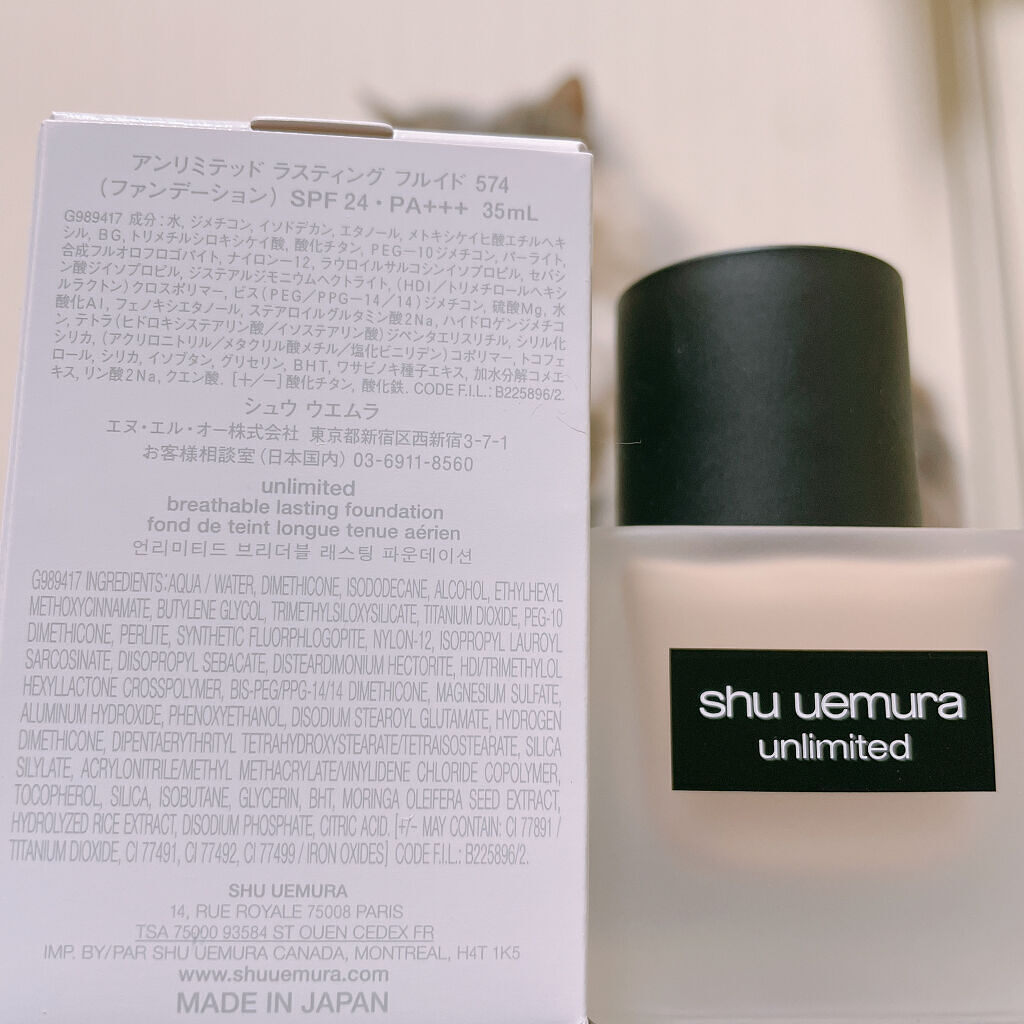 アンリミテッド ラスティング フルイド 574
（ファンデーション）SPF 24・PA+++ 35mL
G989417 成分：水, ジメチコン, イソドデカン, エタノール, メトキシケイヒ酸エチルヘキ
シル, BG, トリメチルシロキシケイ酸, 酸化チタン, PEG－10ジメチコン, パーライト,
合成フルオロフロゴパイト, ナイロン－12, ラウロイルサルコシンイソプロピル, セバシ
ン酸ジイソプロピル, ジステアルジモニウムヘクトライト, （HDI／トリメチロールヘキシ
ルラクトン）クロスポリマー, ビス（PEG／PPG－14／14）ジメチコン, 硫酸Mg, 水
酸化Al, フェノキシエタノール, ステアロイルグルタミン酸2Na, ハイドロゲンジメチコ
ン, テトラ（ヒドロキシステアリン酸／イソステアリン酸）ジペンタエリスリチル, シリル化
シリカ, （アクリロニトリル／メタクリル酸メチル／塩化ビニリデン）コポリマー, トコフェ
ロール, シリカ, イソブタン, グリセリン, BHT, ワサビノキ種子エキス, 加水分解コメエ
キス, リン酸2Na, クエン酸. [＋／－] 酸化チタン, 酸化鉄. CODE F.I.L.: B225896/2.
シュウ ウエムラ
エヌ・エル・オー株式会社 東京都新宿区西新宿3-7-1
お客様相談室（日本国内）03-6911-8560
unlimited
breathable lasting foundation
fond de teint longue tenue aérien
언리미티드 브리더블 래스팅 파운데이션
G989417 INGREDIENTS: AQUA / WATER, DIMETHICONE, ISODODECANE, ALCOHOL, ETHYLHEXYL
METHOXYCINNAMATE, BUTYLENE GLYCOL, TRIMETHYLSILOXYSILICATE, TITANIUM DIOXIDE, PEG-10
DIMETHICONE, PERLITE, SYNTHETIC FLUORPHLOGOPITE, NYLON-12, ISOPROPYL LAUROYL
SARCOSINATE, DIISOPROPYL SEBACATE, DISTEARDIMONIUM HECTORITE, HDI/TRIMETHYLOL
HEXYLLACTONE CROSSPOLYMER, BIS-PEG/PPG-14/14 DIMETHICONE, MAGNESIUM SULFATE,
ALUMINUM HYDROXIDE, PHENOXYETHANOL, DISODIUM STEAROYL GLUTAMATE, HYDROGEN
DIMETHICONE, DIPENTAERYTHRITYL TETRAHYDROXYSTEARATE/TETRAISOSTEARATE, SILICA
SILYLATE, ACRYLONITRILE/METHYL METHACRYLATE/VINYLIDENE CHLORIDE COPOLYMER,
TOCOPHEROL, SILICA, ISOBUTANE, GLYCERIN, BHT, MORINGA OLEIFERA SEED EXTRACT,
HYDROLYZED RICE EXTRACT, DISODIUM PHOSPHATE, CITRIC ACID. [+/- MAY CONTAIN: CI 77891 /
TITANIUM DIOXIDE, CI 77491, CI 77492, CI 77499 / IRON OXIDES] CODE F.I.L.: B225896/2.
SHU UEMURA
14, RUE ROYALE 75008 PARIS
TSA 75000 93584 ST OUEN CEDEX FR
IMP. BY/PAR SHU UEMURA CANADA, MONTREAL, H4T 1K5
www.shuuemura.com
MADE IN JAPAN
shu uemura
unlimited